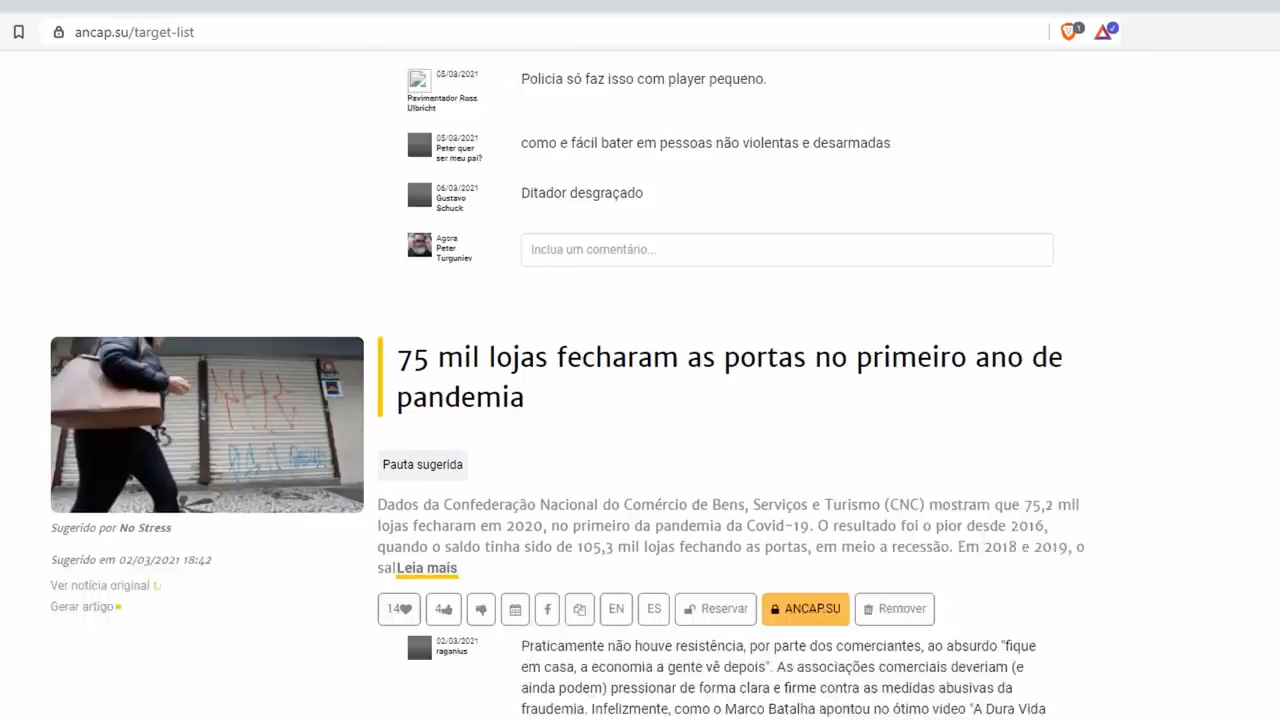 ancap.su/target-list
1
05/03/2021
Policia só faz isso com player pequeno.
Pavimentador Ross
Ulbricht
05/03/2021
Peter quer
ser meu pai?
como e fácil bater em pessoas não violentas e desarmadas
06/03/2021
Gustavo
Schuck
Ditador desgraçado
Agora
Peter
Turguniev
Inclua um comentário...
75 mil lojas fecharam as portas no primeiro ano de
pandemia
Pauta sugerida
Dados da Confederação Nacional do Comércio de Bens, Serviços e Turismo (CNC) mostram que 75,2 mil
lojas fecharam em 2020, no primeiro da pandemia da Covid-19. O resultado foi o pior desde 2016,
quando o saldo tinha sido de 105,3 mil lojas fechando as portas, em meio a recessão. Em 2018 e 2019, o
salLeia mais
Sugerido por No Stress
Sugerido em 02/03/2021 18:42
Ver notícia original
Gerar artigo
14 4 EN ES Reservar ANCAP.SU Remover
02/03/2021
raganius
Praticamente não houve resistência, por parte dos comerciantes, ao absurdo "fique
em casa, a economia a gente vê depois". As associações comerciais deveriam (e
ainda podem) pressionar de forma clara e firme contra as medidas abusivas da
fraudemia. Infelizmente, como o Marco Batalha apontou no ótimo video "A Dura Vida